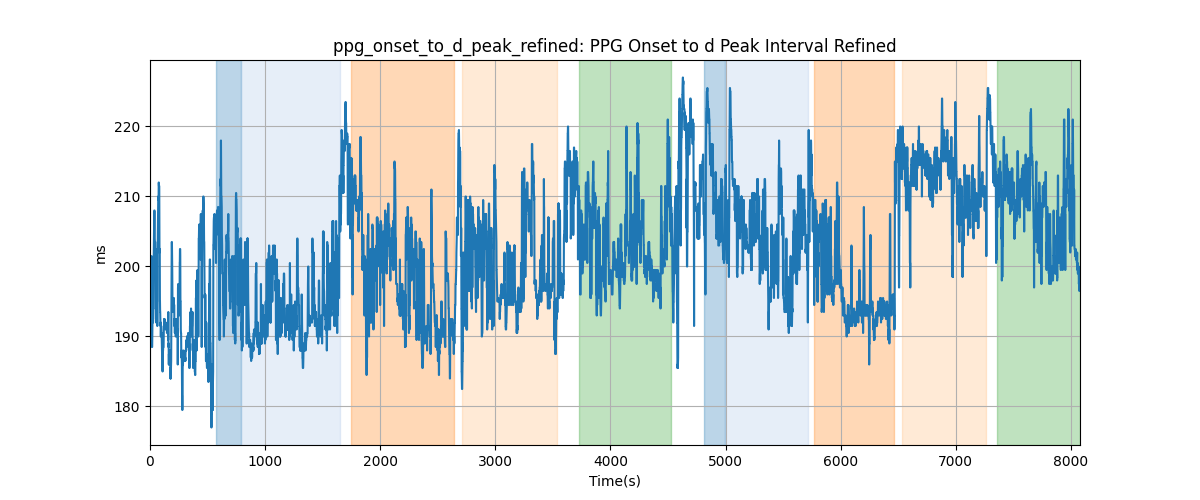 ppg_onset_to_d_peak_refined: PPG Onset to d Peak Interval Refined
220
210
200
190
180
ms
0 1000 2000 3000 4000 5000 6000 7000 8000
Time(s)